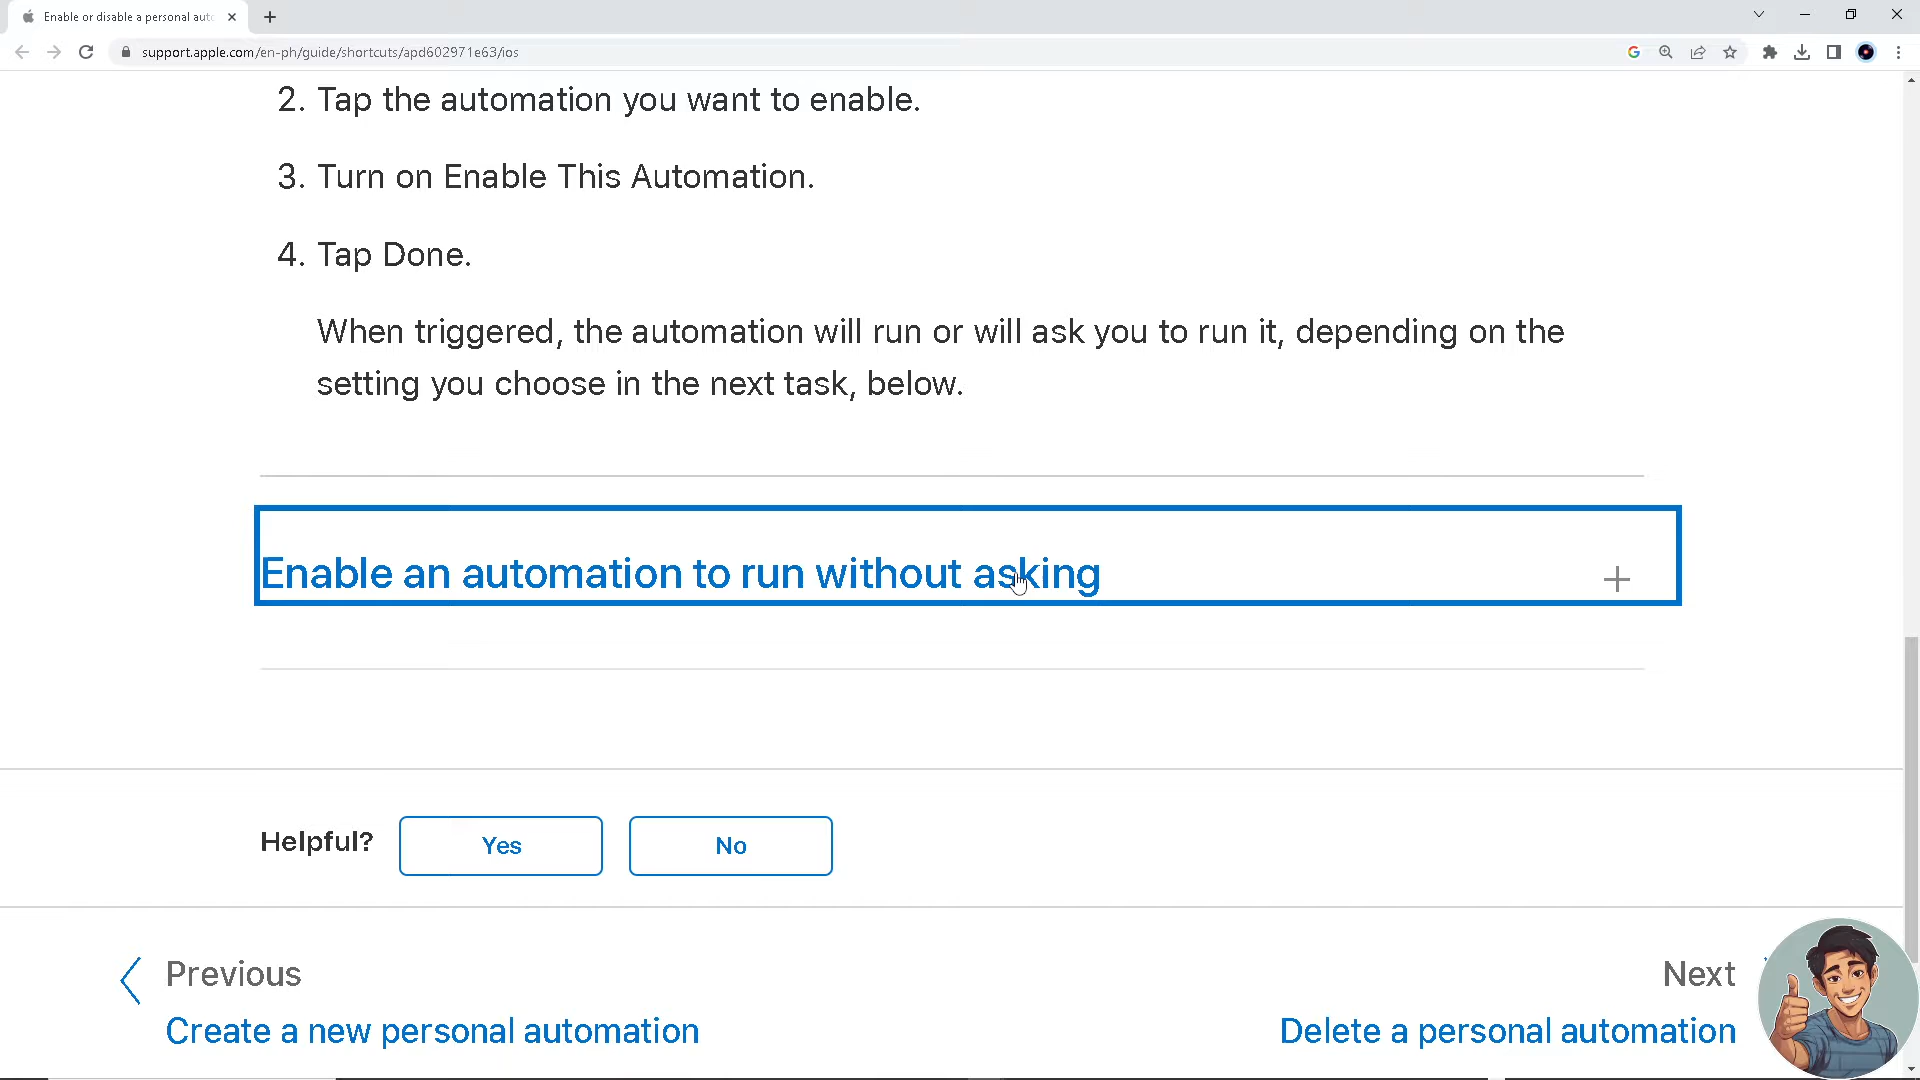 Enable or disable a personal auto
support.apple.com/en-ph/guide/shortcuts/apd602971e63/ios
2. Tap the automation you want to enable.
3. Turn on Enable This Automation.
4. Tap Done.
When triggered, the automation will run or will ask you to run it, depending on the
setting you choose in the next task, below.
Enable an automation to run without asking
Helpful?
Yes
No
Previous
Create a new personal automation
Next
Delete a personal automation